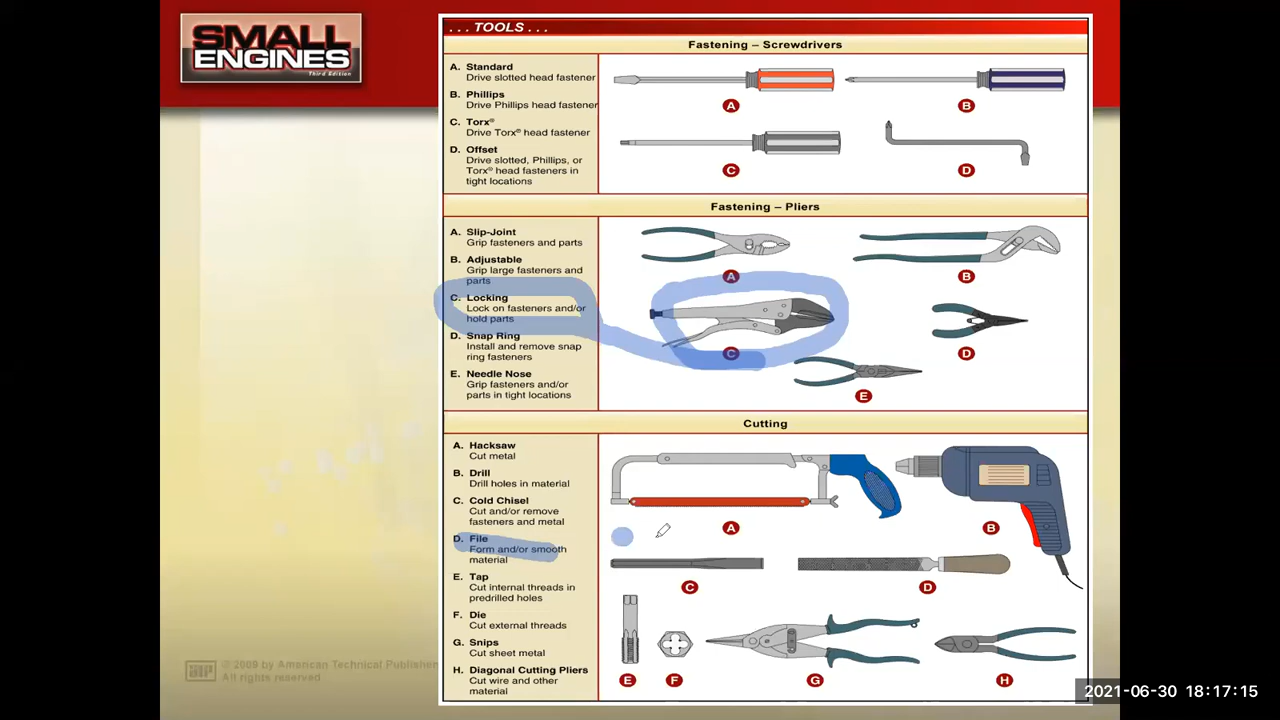 SMALL
ENGINES
Third Edition
. . . TOOLS . . .
Fastening – Screwdrivers
A. Standard
Drive slotted head fastener
B. Phillips
Drive Phillips head fastener
C. Torx®
Drive Torx® head fastener
D. Offset
Drive slotted, Phillips, or
Torx® head fasteners in
tight locations
A
B
C
D
Fastening – Pliers
A. Slip-Joint
Grip fasteners and parts
B. Adjustable
Grip large fasteners and
parts
C. Locking
Lock on fasteners and/or
hold parts
D. Snap Ring
Install and remove snap
ring fasteners
E. Needle Nose
Grip fasteners and/or
parts in tight locations
A
B
C
D
E
Cutting
A. Hacksaw
Cut metal
B. Drill
Drill holes in material
C. Cold Chisel
Cut and/or remove
fasteners and metal
D. File
Form and/or smooth
material
E. Tap
Cut internal threads in
predrilled holes
F. Die
Cut external threads
G. Snips
Cut sheet metal
H. Diagonal Cutting Pliers
Cut wire and other
material
A
B
C
D
E
F
G
H
© 2009 by American Technical Publisher
All rights reserved
2021-06-30 18:17:15